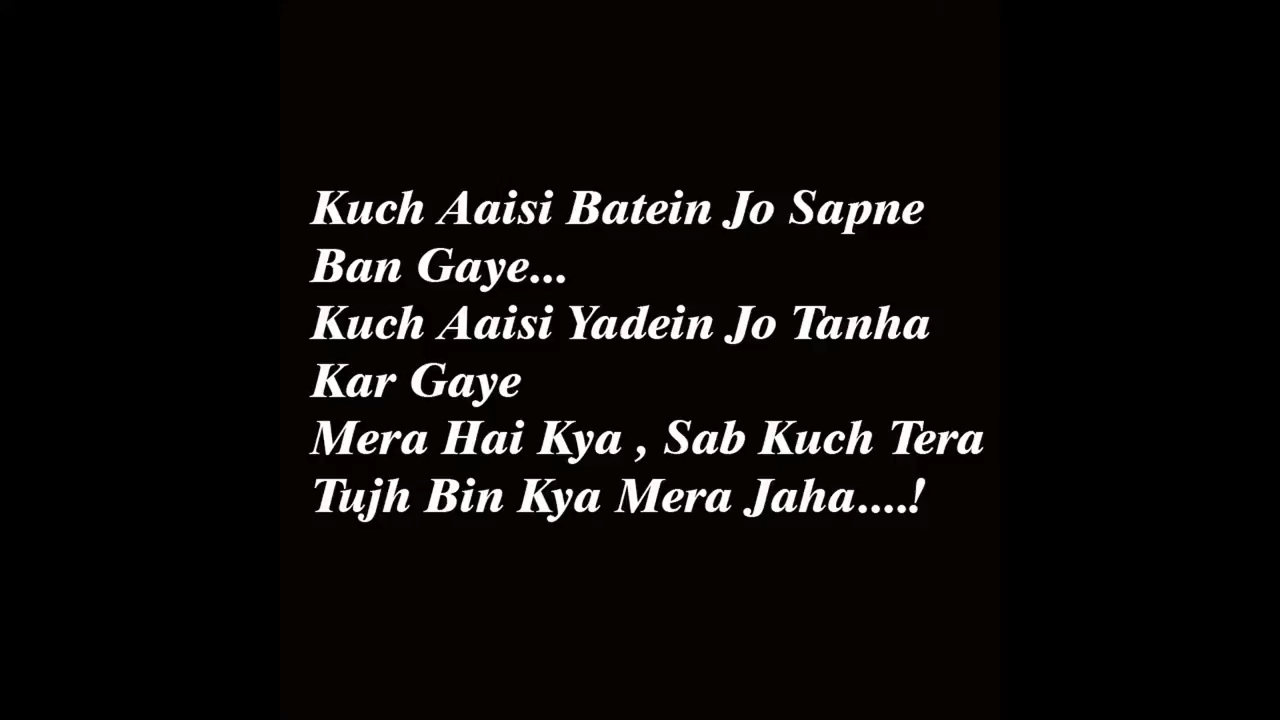 Kuch Aaisi Batein Jo Sapne
Ban Gaye...
Kuch Aaisi Yadein Jo Tanha
Kar Gaye
Mera Hai Kya , Sab Kuch Tera
Tujh Bin Kya Mera Jaha....!